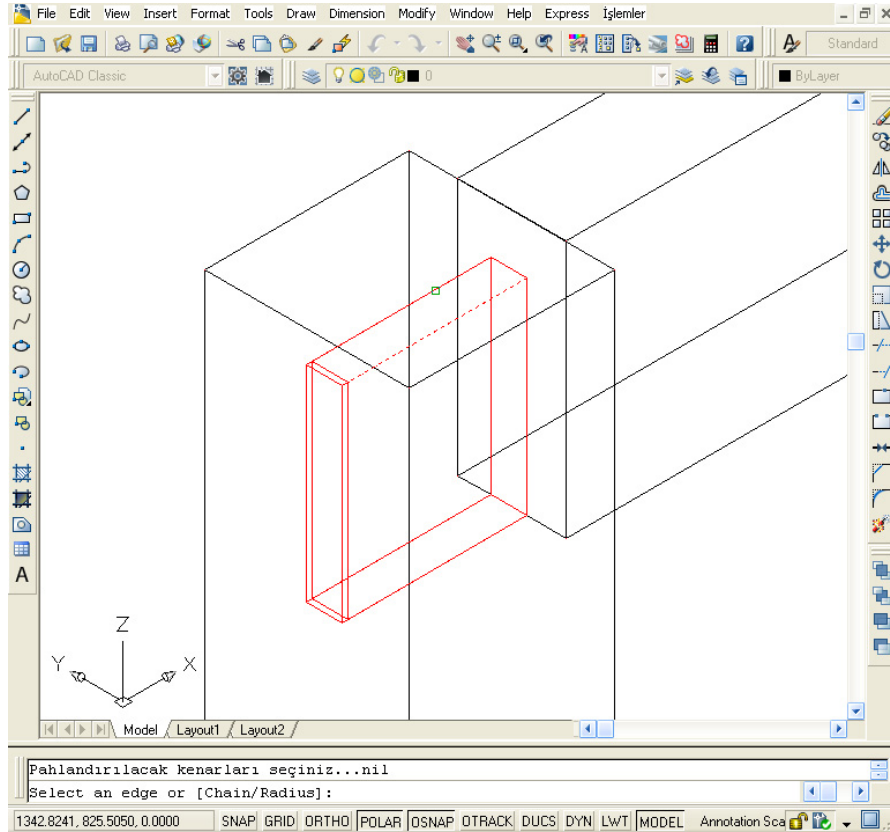 File Edit View Insert Format Tools Draw Dimension Modify Window Help Express İşlemler
Standard
AutoCAD Classic 0 ByLayer
A
Z
Y X
Model Layout1 Layout2
Pahlandırılacak kenarları seçiniz...nil
Select an edge or [Chain/Radius]:
1342.8241, 825.5050, 0.0000 SNAP GRID ORTHO POLAR OSNAP OTRACK DUCS DYN LWT MODEL Annotation Sca